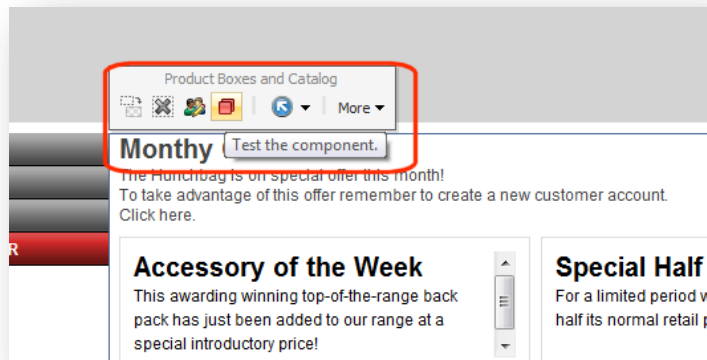 Product Boxes and Catalog
More
Test the component.
Monthy
The Hunchbag is on special offer this month!
To take advantage of this offer remember to create a new customer account.
Click here.
R
Accessory of the Week
This awarding winning top-of-the-range back
pack has just been added to our range at a
special introductory price!
Special Half
For a limited period w
half its normal retail p